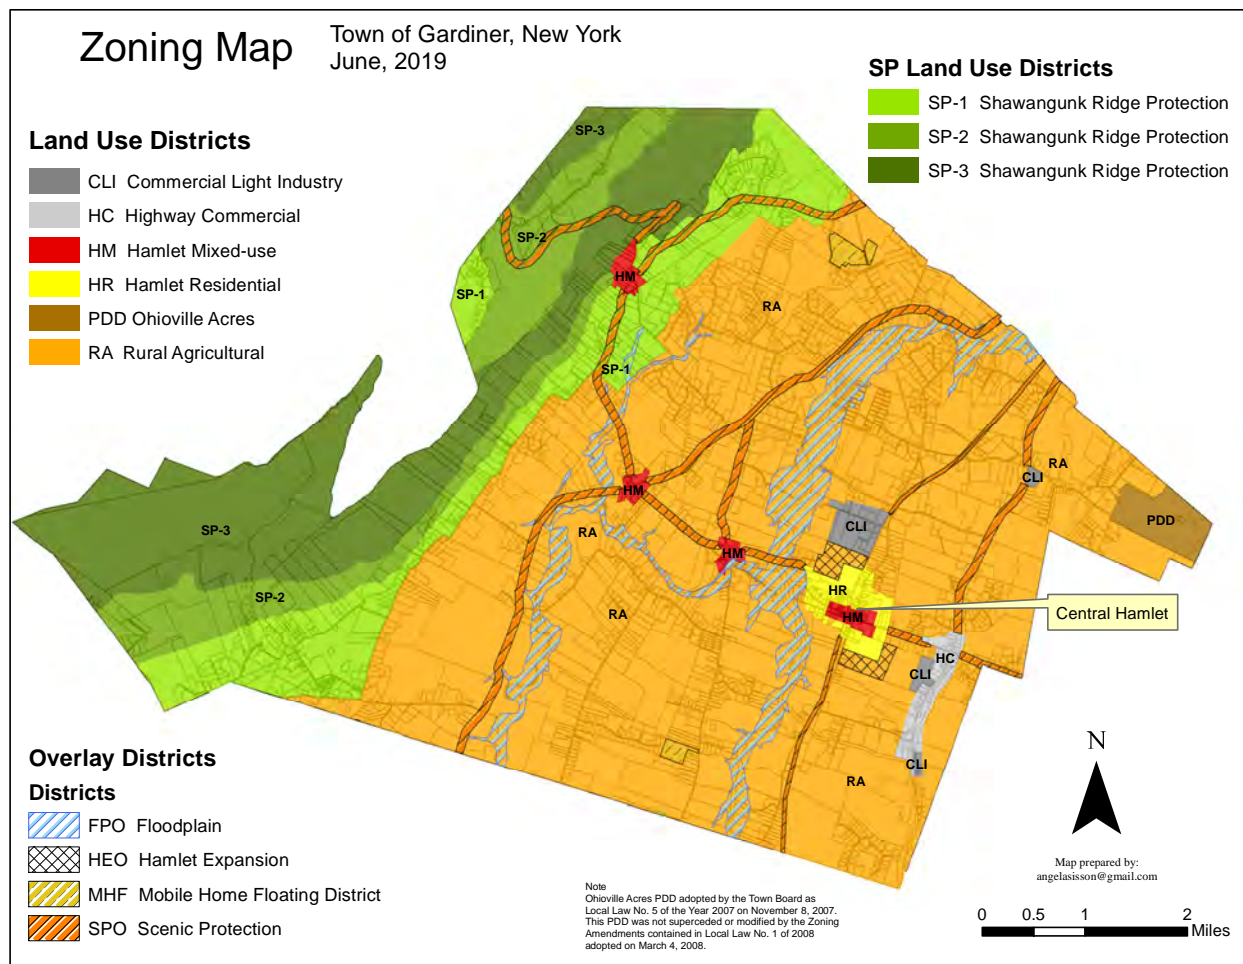 Zoning Map
Town of Gardiner, New York
June, 2019
SP Land Use Districts
SP-1 Shawangunk Ridge Protection
SP-2 Shawangunk Ridge Protection
SP-3 Shawangunk Ridge Protection
Land Use Districts
CLI Commercial Light Industry
HC Highway Commercial
HM Hamlet Mixed-use
HR Hamlet Residential
PDD Ohioville Acres
RA Rural Agricultural
SP-3
SP-2
HM
SP-1
RA
SP-1
RA
CLI
HM
PDD
SP-3
CLI
RA
HM
HR
SP-2
RA
HM
Central Hamlet
HC
CLI
CLI
RA
N
Map prepared by:
angelasisson@gmail.com
Overlay Districts
Districts
FPO Floodplain
HEO Hamlet Expansion
MHF Mobile Home Floating District
SPO Scenic Protection
Note
Ohioville Acres PDD adopted by the Town Board as
Local Law No. 5 of the Year 2007 on November 8, 2007.
This PDD was not superceded or modified by the Zoning
Amendments contained in Local Law No. 1 of 2008
adopted on March 4, 2008.
0 0.5 1 2
Miles